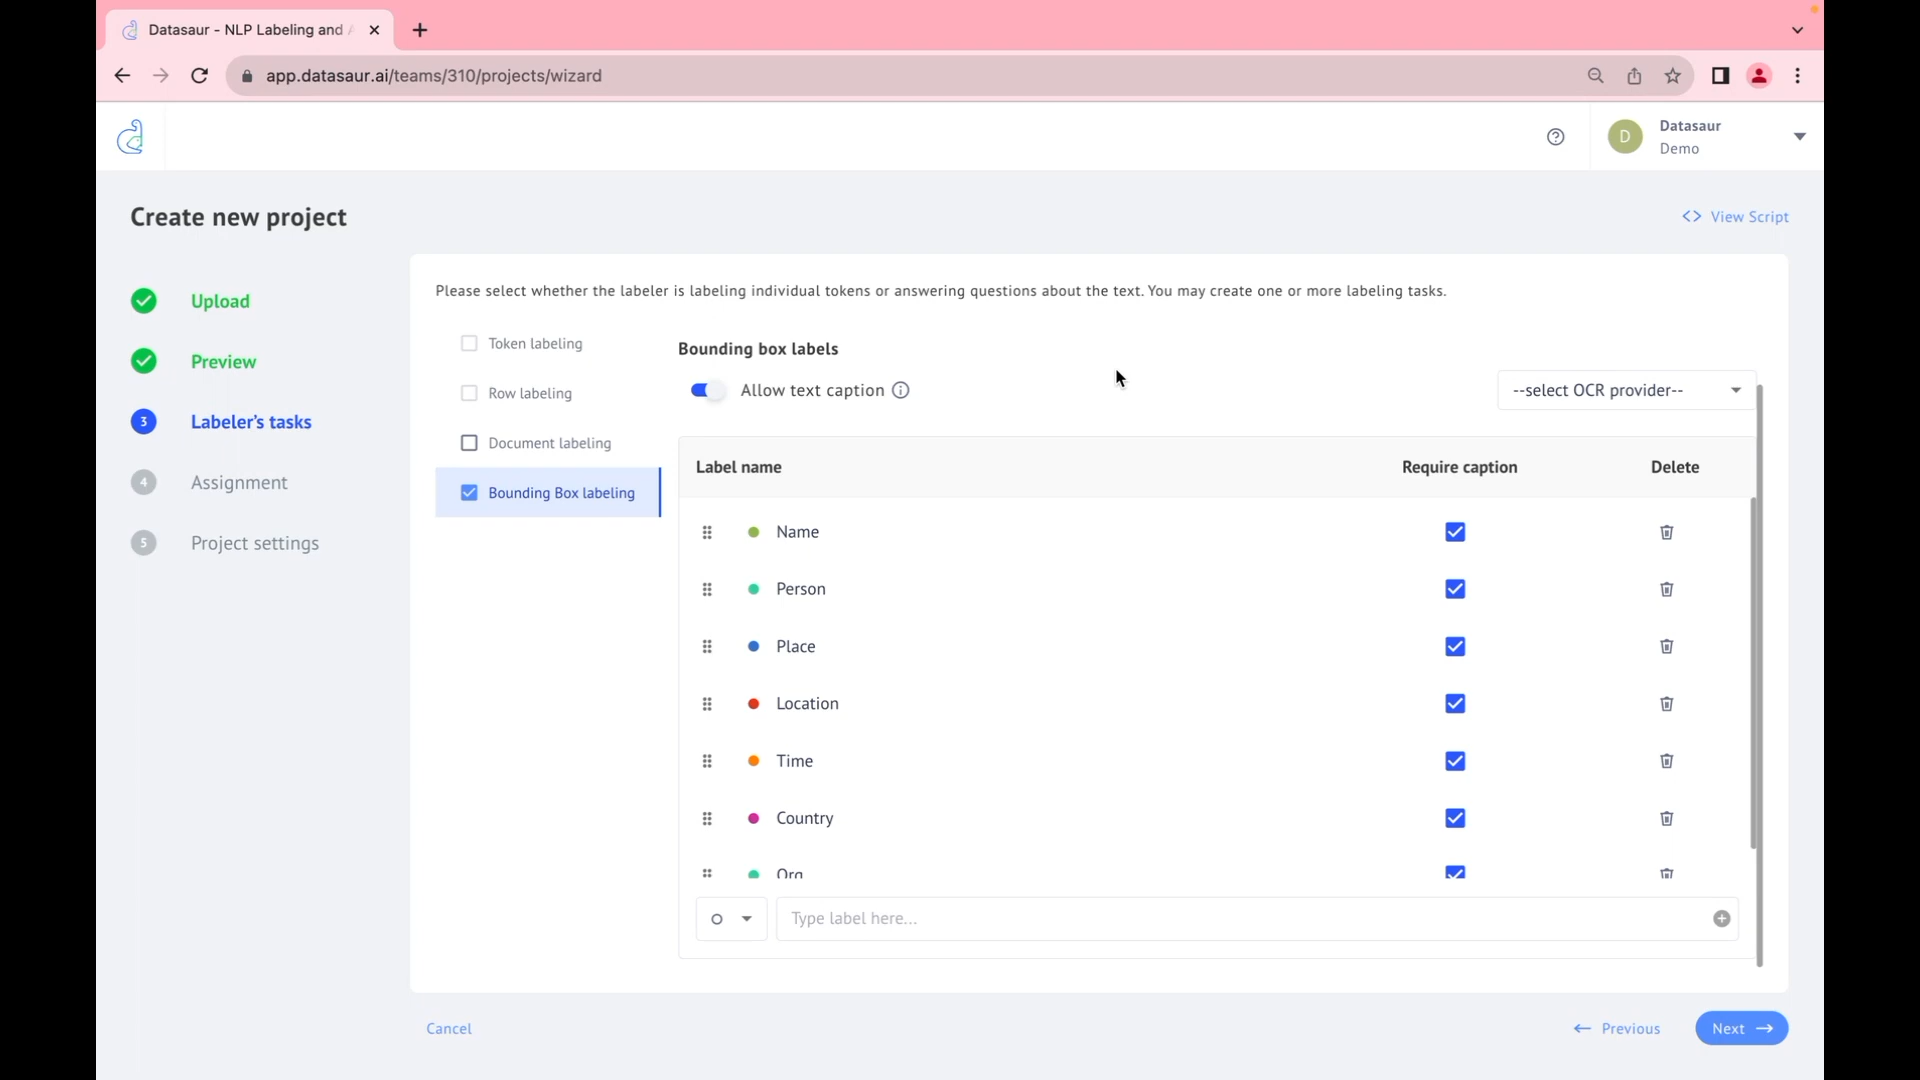 Datasaur - NLP Labeling and
app.datasaur.ai/teams/310/projects/wizard
D
Datasaur
Demo
Create new project
<> View Script
Upload
Preview
3 Labeler's tasks
4 Assignment
5 Project settings
Please select whether the labeler is labeling individual tokens or answering questions about the text. You may create one or more labeling tasks.
Token labeling
Row labeling
Document labeling
Bounding Box labeling
Bounding box labels
Allow text caption
--select OCR provider--
Label name Require caption Delete
Name
Person
Place
Location
Time
Country
Org
Type label here...
Cancel
← Previous
Next →